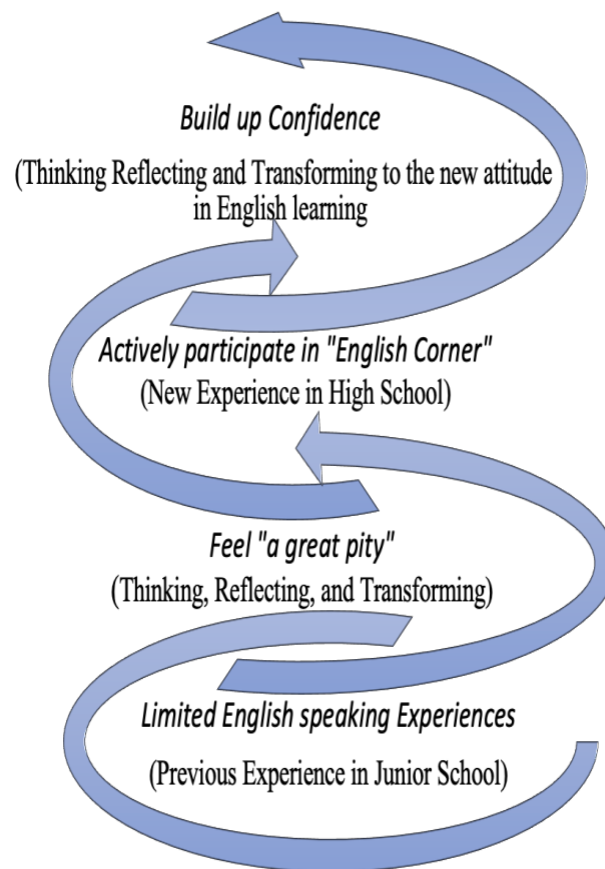 Build up Confidence
(Thinking Reflecting and Transforming to the new attitude
in English learning
Actively participate in "English Corner"
(New Experience in High School)
Feel "a great pity"
(Thinking, Reflecting, and Transforming)
Limited English speaking Experiences
(Previous Experience in Junior School)